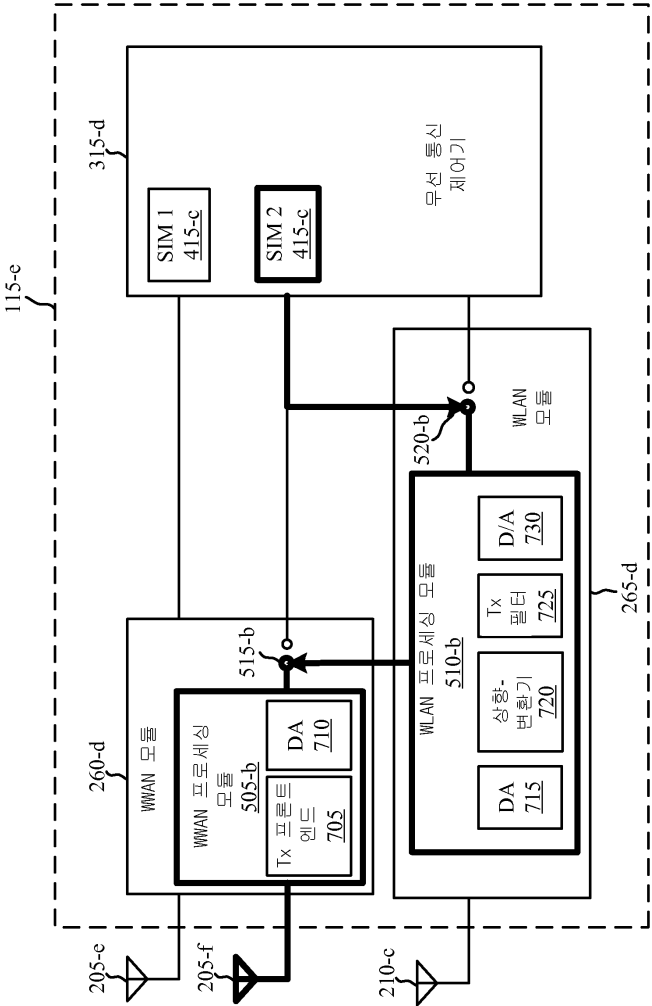 115-e
315-d
SIM 1
415-c
SIM 2
415-c
우선 통신
제어기
260-d
WWAN 모듈
WWAN 프로세싱
모듈
505-b
Tx 프론트
엔드
705
DA
710
515-b
520-b
WLAN
모듈
WLAN 프로세싱 모듈
510-b
DA
715
상향-
변환기
720
Tx
필터
725
D/A
730
265-d
205-e
205-f
210-c